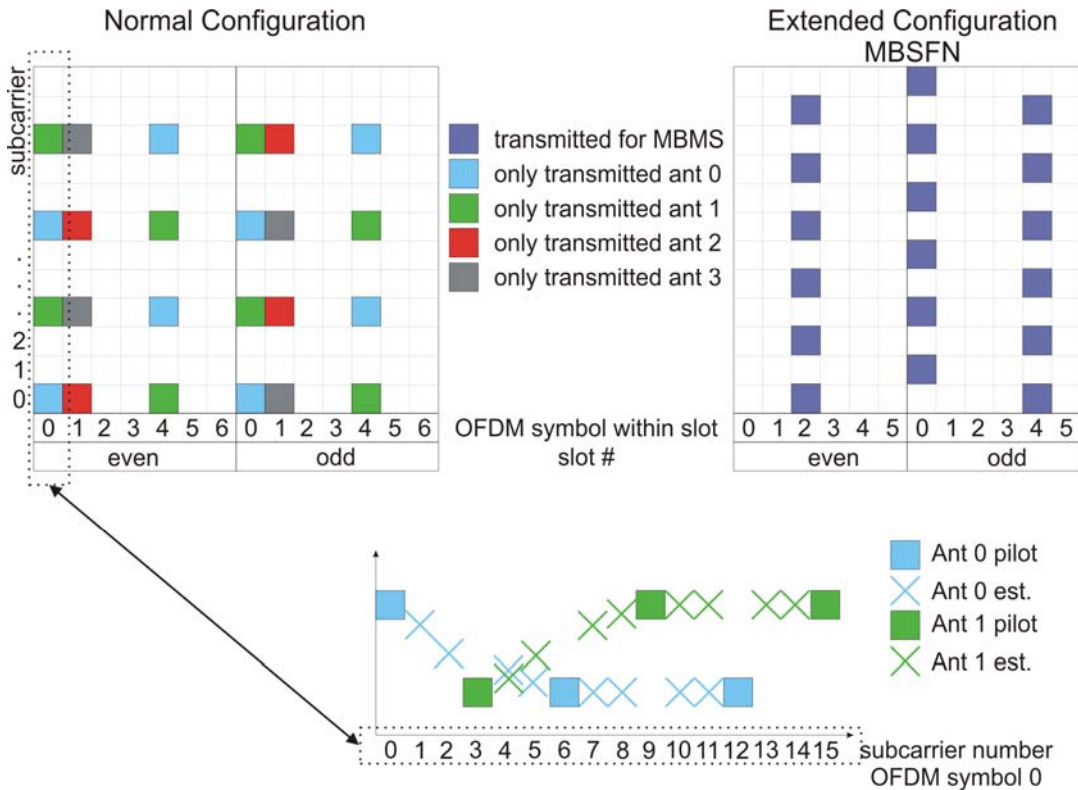 Normal Configuration
subcarrier
.
.
.
2
1
0
0 1 2 3 4 5 6 0 1 2 3 4 5 6
even odd
OFDM symbol within slot
slot #
transmitted for MBMS
only transmitted ant 0
only transmitted ant 1
only transmitted ant 2
only transmitted ant 3
Extended Configuration
MBSFN
0 1 2 3 4 5 0 1 2 3 4 5
even odd
Ant 0 pilot
Ant 0 est.
Ant 1 pilot
Ant 1 est.
0 1 2 3 4 5 6 7 8 9 10 11 12 13 14 15
subcarrier number
OFDM symbol 0